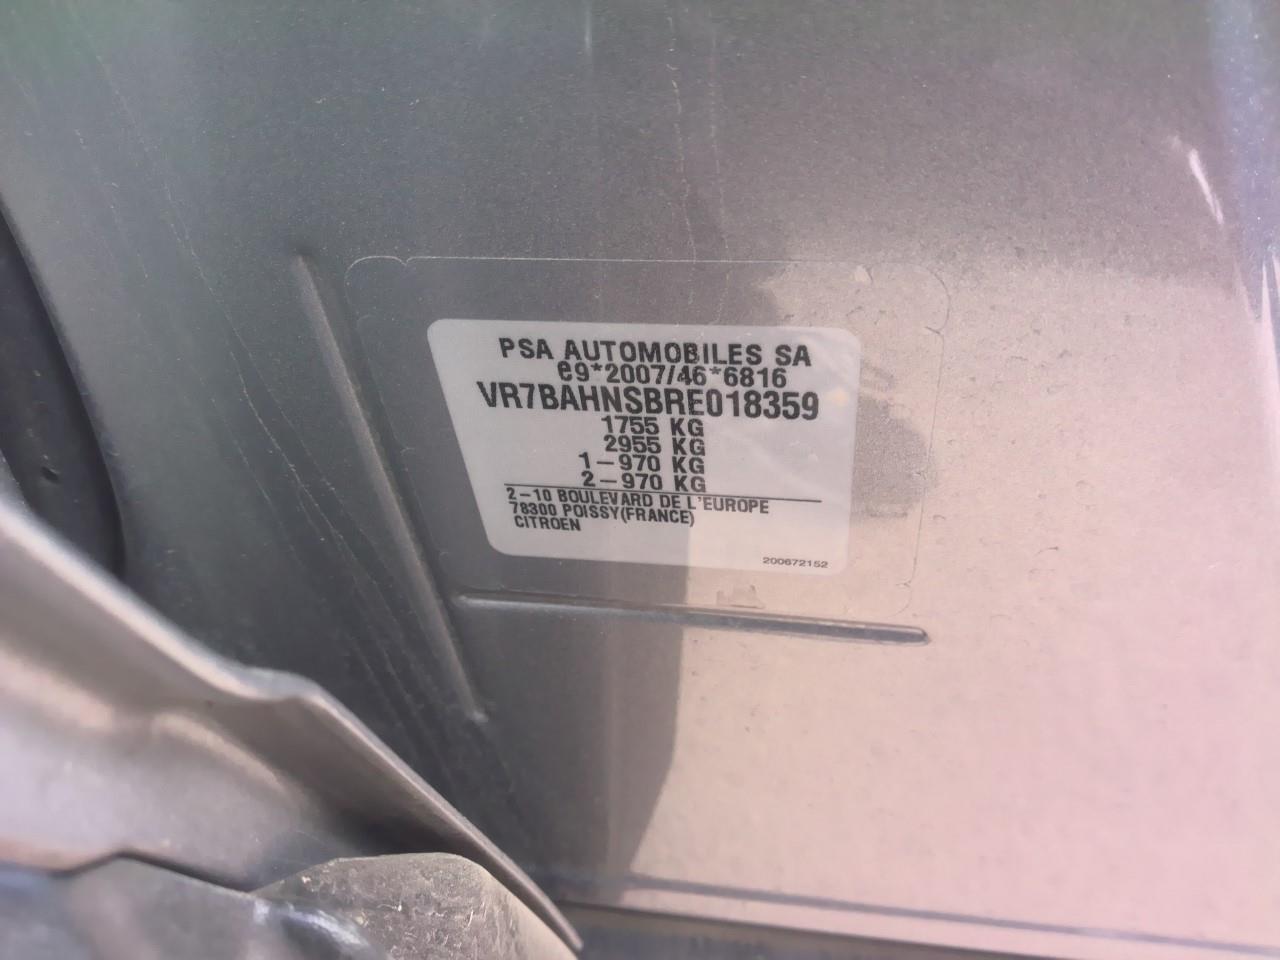 PSA AUTOMOBILES SA
e9*2007/46*6816
VR7BAHNSBRE018359
1755 KG
2955 KG
1-970 KG
2-970 KG
2-10 BOULEVARD DE L'EUROPE
78300 POISSY(FRANCE)
CITROEN
200672152